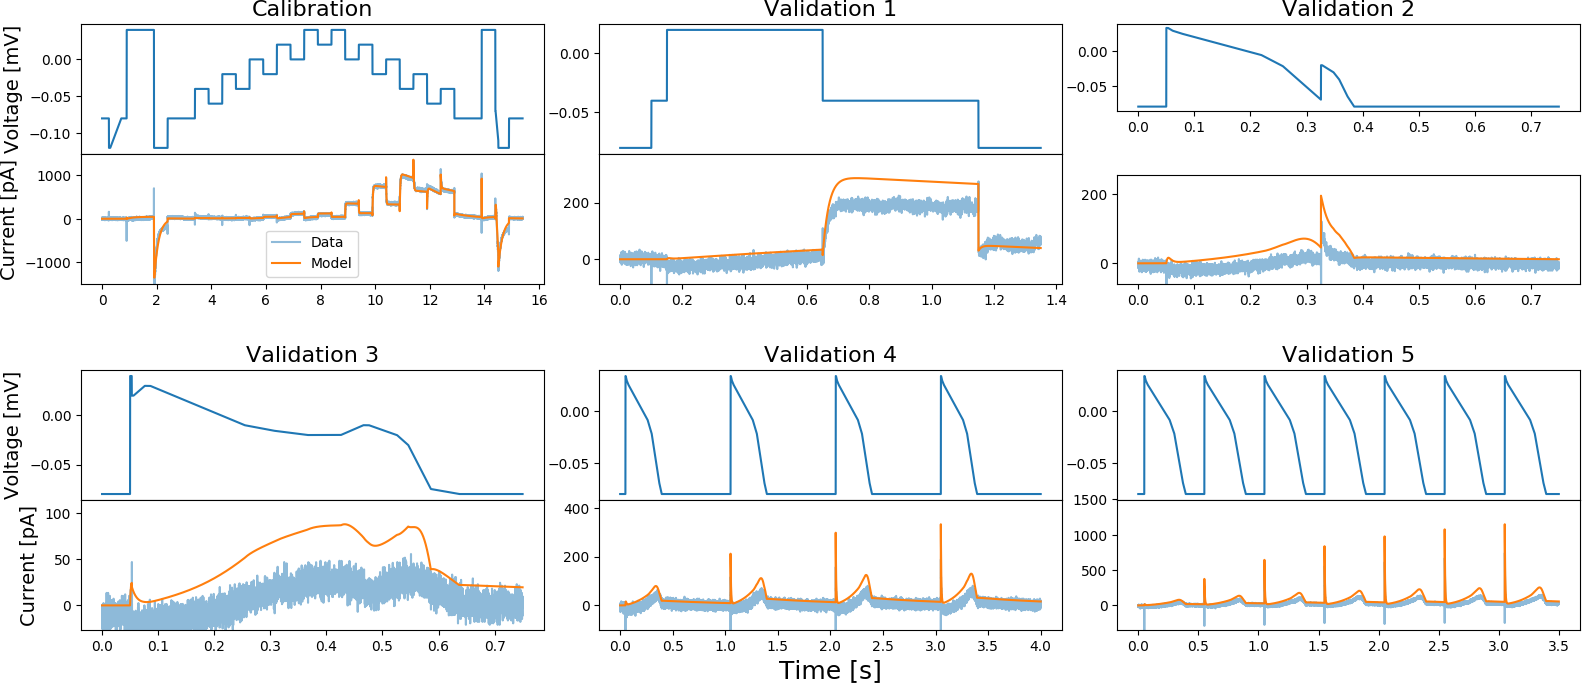 Calibration
Validation 1
Validation 2
Voltage [mV]
0.00
−0.05
−0.10
0.00
−0.05
0.00
−0.05
0.0 0.1 0.2 0.3 0.4 0.5 0.6 0.7
Current [pA]
1000
0
−1000
Data
Model
0 2 4 6 8 10 12 14 16
200
0
0.0 0.2 0.4 0.6 0.8 1.0 1.2 1.4
200
0
0.0 0.1 0.2 0.3 0.4 0.5 0.6 0.7
Validation 3
Validation 4
Validation 5
Voltage [mV]
0.00
−0.05
0.00
−0.05
0.00
−0.05
Current [pA]
100
50
0
0.0 0.1 0.2 0.3 0.4 0.5 0.6 0.7
400
200
0
0.0 0.5 1.0 1.5 2.0 2.5 3.0 3.5 4.0
1500
1000
500
0
0.0 0.5 1.0 1.5 2.0 2.5 3.0 3.5
Time [s]